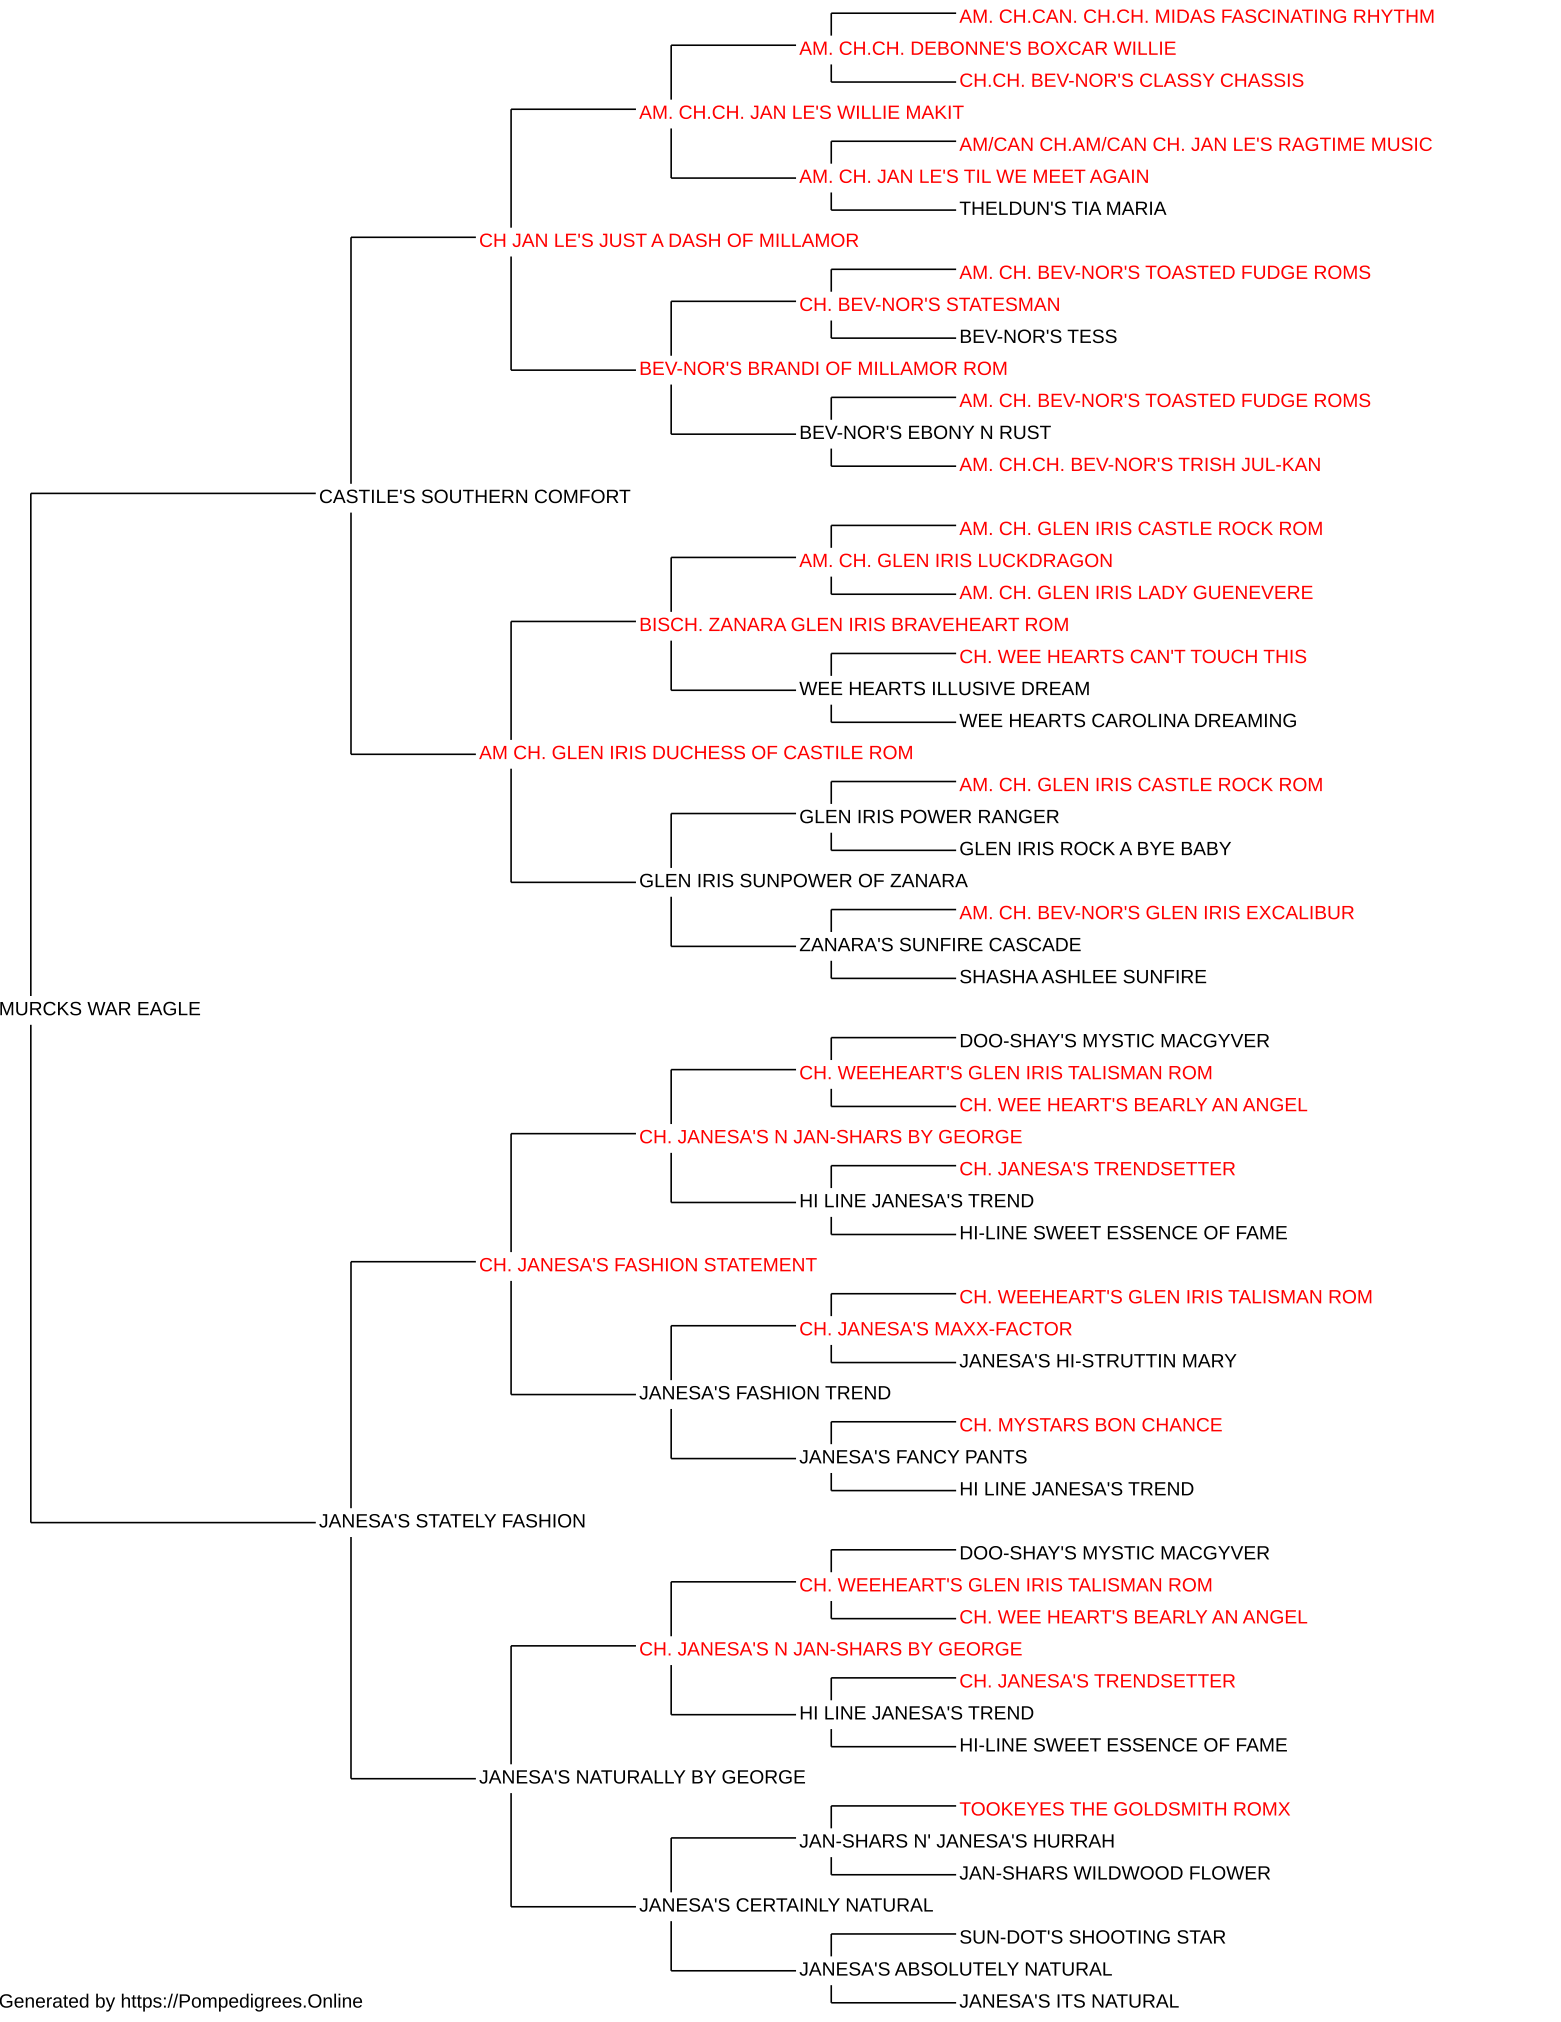 AM. CH.CAN. CH.CH. MIDAS FASCINATING RHYTHM
AM. CH.CH. DEBONNE'S BOXCAR WILLIE
CH.CH. BEV-NOR'S CLASSY CHASSIS
AM. CH.CH. JAN LE'S WILLIE MAKIT
AM/CAN CH.AM/CAN CH. JAN LE'S RAGTIME MUSIC
AM. CH. JAN LE'S TIL WE MEET AGAIN
THELDUN'S TIA MARIA
CH JAN LE'S JUST A DASH OF MILLAMOR
AM. CH. BEV-NOR'S TOASTED FUDGE ROMS
CH. BEV-NOR'S STATESMAN
BEV-NOR'S TESS
BEV-NOR'S BRANDI OF MILLAMOR ROM
AM. CH. BEV-NOR'S TOASTED FUDGE ROMS
BEV-NOR'S EBONY N RUST
AM. CH.CH. BEV-NOR'S TRISH JUL-KAN
CASTILE'S SOUTHERN COMFORT
AM. CH. GLEN IRIS CASTLE ROCK ROM
AM. CH. GLEN IRIS LUCKDRAGON
AM. CH. GLEN IRIS LADY GUENEVERE
BISCH. ZANARA GLEN IRIS BRAVEHEART ROM
CH. WEE HEARTS CAN'T TOUCH THIS
WEE HEARTS ILLUSIVE DREAM
WEE HEARTS CAROLINA DREAMING
AM CH. GLEN IRIS DUCHESS OF CASTILE ROM
AM. CH. GLEN IRIS CASTLE ROCK ROM
GLEN IRIS POWER RANGER
GLEN IRIS ROCK A BYE BABY
GLEN IRIS SUNPOWER OF ZANARA
AM. CH. BEV-NOR'S GLEN IRIS EXCALIBUR
ZANARA'S SUNFIRE CASCADE
SHASHA ASHLEE SUNFIRE
MURCKS WAR EAGLE
DOO-SHAY'S MYSTIC MACGYVER
CH. WEEHEART'S GLEN IRIS TALISMAN ROM
CH. WEE HEART'S BEARLY AN ANGEL
CH. JANESA'S N JAN-SHARS BY GEORGE
CH. JANESA'S TRENDSETTER
HI LINE JANESA'S TREND
HI-LINE SWEET ESSENCE OF FAME
CH. JANESA'S FASHION STATEMENT
CH. WEEHEART'S GLEN IRIS TALISMAN ROM
CH. JANESA'S MAXX-FACTOR
JANESA'S HI-STRUTTIN MARY
JANESA'S FASHION TREND
CH. MYSTARS BON CHANCE
JANESA'S FANCY PANTS
HI LINE JANESA'S TREND
JANESA'S STATELY FASHION
DOO-SHAY'S MYSTIC MACGYVER
CH. WEEHEART'S GLEN IRIS TALISMAN ROM
CH. WEE HEART'S BEARLY AN ANGEL
CH. JANESA'S N JAN-SHARS BY GEORGE
CH. JANESA'S TRENDSETTER
HI LINE JANESA'S TREND
HI-LINE SWEET ESSENCE OF FAME
JANESA'S NATURALLY BY GEORGE
TOOKEYES THE GOLDSMITH ROMX
JAN-SHARS N' JANESA'S HURRAH
JAN-SHARS WILDWOOD FLOWER
JANESA'S CERTAINLY NATURAL
SUN-DOT'S SHOOTING STAR
JANESA'S ABSOLUTELY NATURAL
JANESA'S ITS NATURAL
Generated by https://Pompedigrees.Online